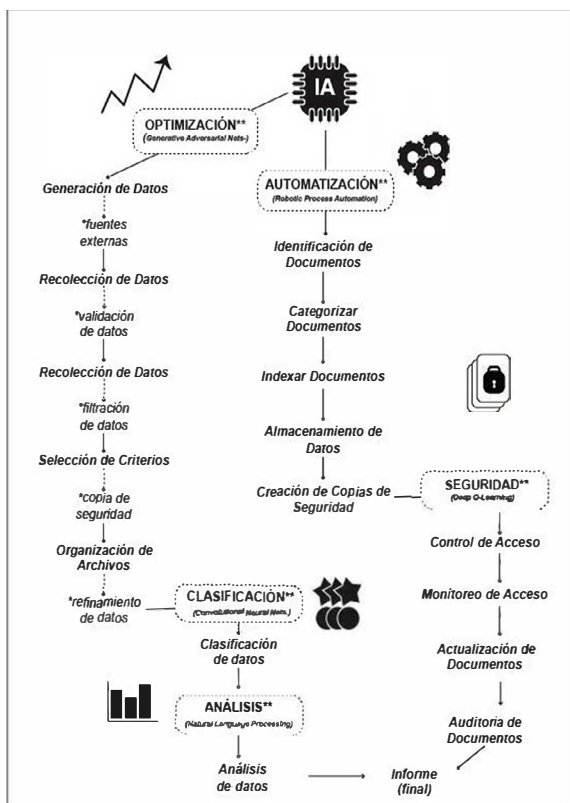 IA
OPTIMIZACIÓN**
(Generative Adversarial Nets-)
Generación de Datos
*fuentes
externas
Recolección de Datos
*validación
de datos
Recolección de Datos
*filtración
de datos
Selección de Criterios
*copia de
seguridad
Organización de
Archivos
*refinamiento
de datos
CLASIFICACIÓN**
(Convolutional Neural Nets-)
Clasificación
de datos
ANÁLISIS**
(Natural Language Processing)
Análisis
de datos
AUTOMATIZACIÓN**
(Robotic Process Automation)
Identificación de
Documentos
Categorizar
Documentos
Indexar Documentos
Almacenamiento de
Datos
Creación de Copias de
Seguridad
SEGURIDAD**
(Deep Q-Learning)
Control de Acceso
Monitoreo de Acceso
Actualización de
Documentos
Auditoria de
Documentos
Informe
(final)